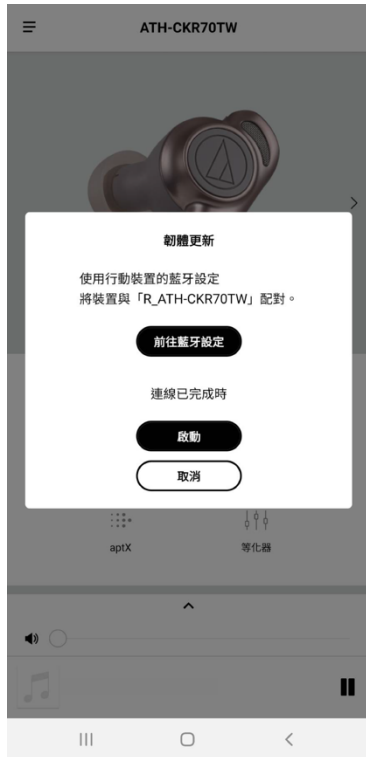 ATH-CKR70TW
韌體更新
使用行動裝置的藍牙設定
將裝置與「R_ATH-CKR70TW」配對。
前往藍牙設定
連線已完成時
啟動
取消
aptX 等化器